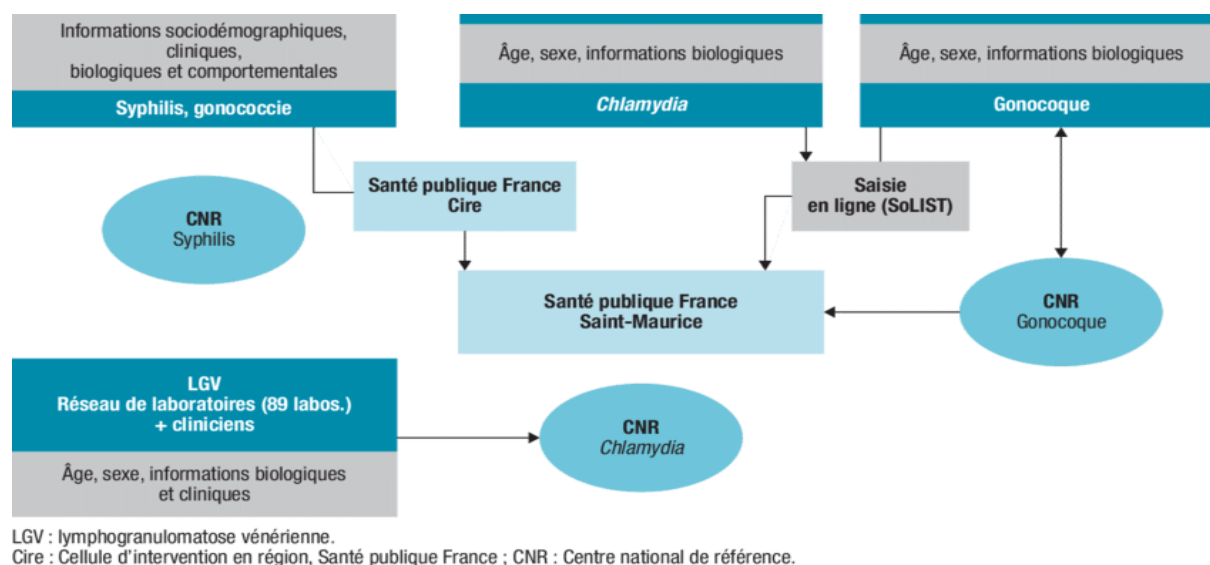 Informations sociodémographiques,
cliniques,
biologiques et comportementales
Syphilis, gonococcie
Âge, sexe, informations biologiques
Chlamydia
Âge, sexe, informations biologiques
Gonocoque
CNR
Syphilis
Santé publique France
Cire
Saisie
en ligne (SoLIST)
Santé publique France
Saint-Maurice
CNR
Gonocoque
LGV
Réseau de laboratoires (89 labos.)
+ cliniciens
Âge, sexe, informations biologiques
et cliniques
CNR
Chlamydia
LGV : lymphogranulomatose vénérienne.
Cire : Cellule d'intervention en région, Santé publique France ; CNR : Centre national de référence.